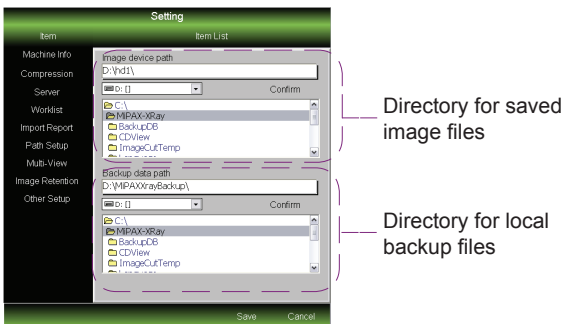 Setting
Item
Item List
Machine Info
Compression
Server
Worklist
Import Report
Path Setup
Multi-View
Image Retention
Other Setup
Image device path
D:\hd1\
D: []
Confirm
C:\
MiPAX-XRay
BackupDB
CDView
ImageCutTemp
Backup data path
D:\MiPAXXrayBackup\
D: []
Confirm
C:\
MiPAX-XRay
BackupDB
CDView
ImageCutTemp
Save
Cancel
Directory for saved
image files
Directory for local
backup files